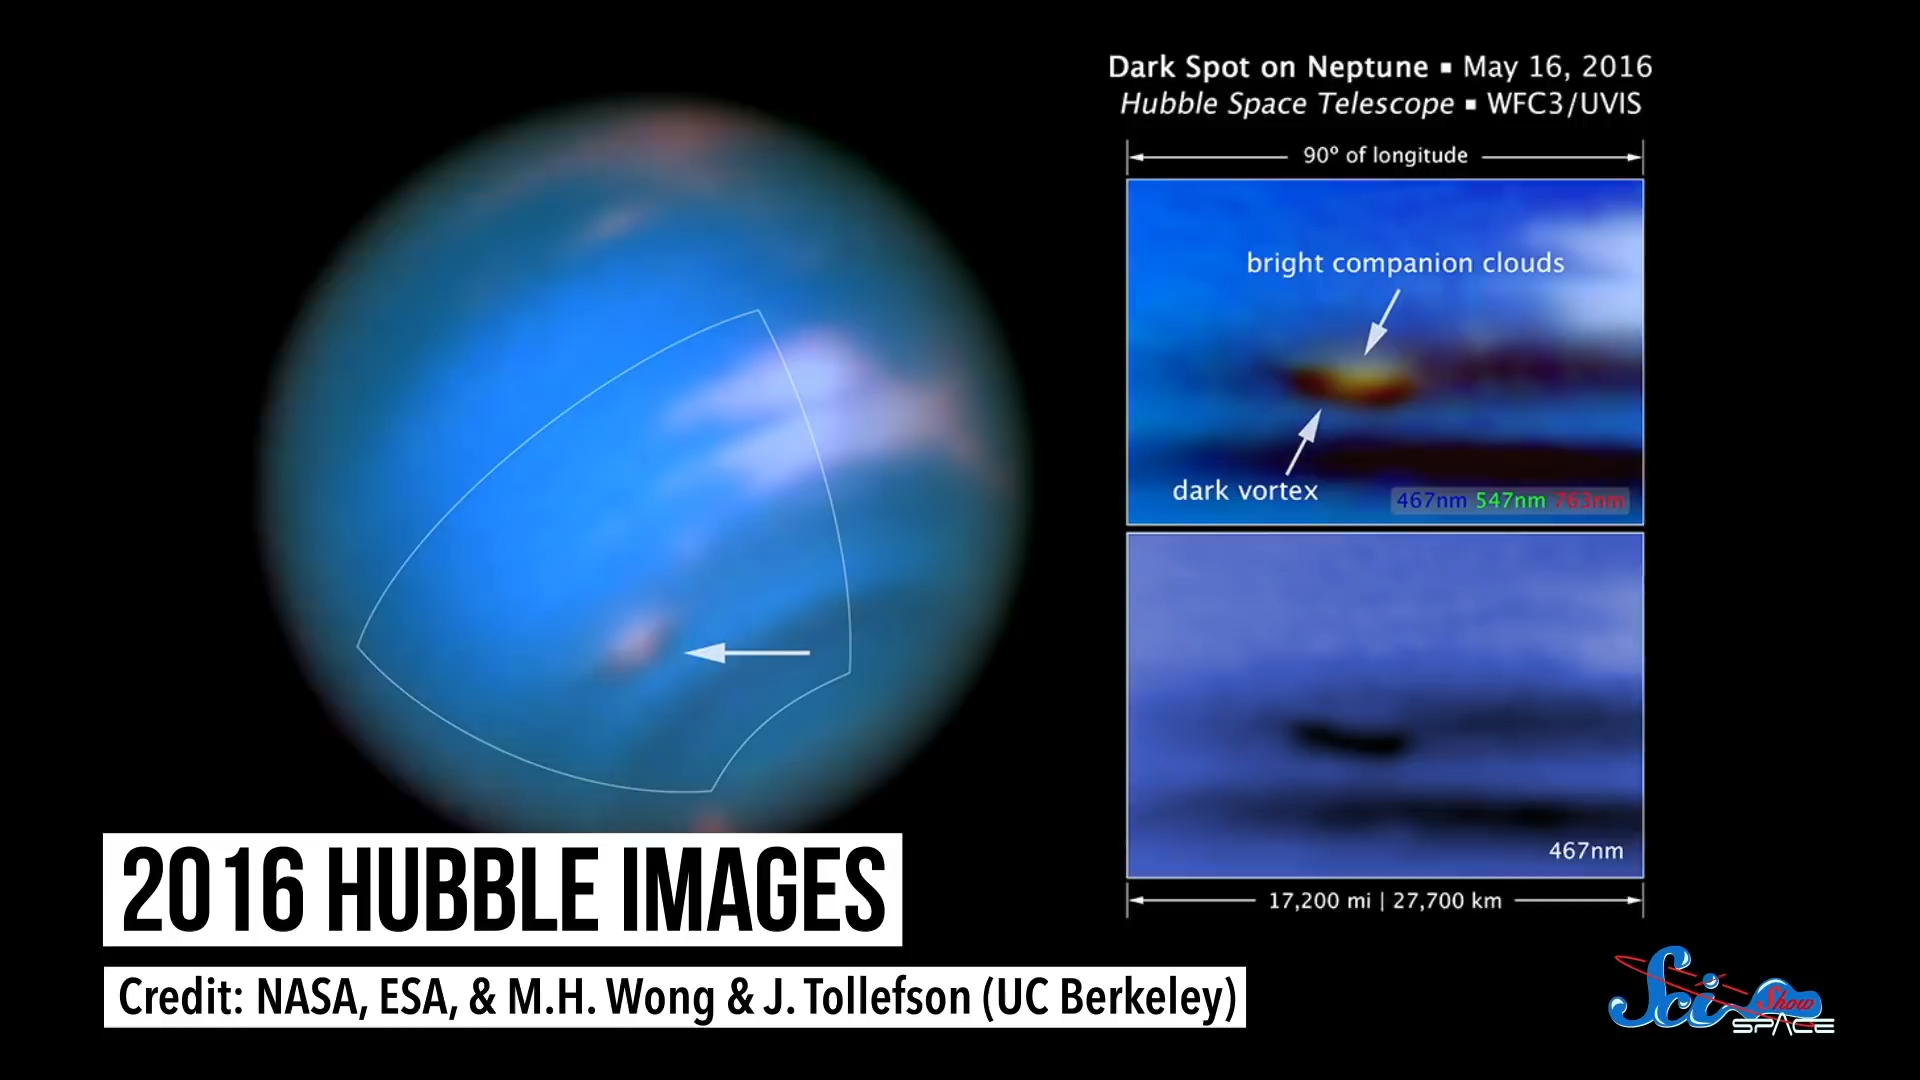 Dark Spot on Neptune ▪ May 16, 2016
Hubble Space Telescope ▪ WFC3/UVIS
90° of longitude
bright companion clouds
dark vortex
467nm 547nm 763nm
467nm
17,200 mi | 27,700 km
2016 HUBBLE IMAGES
Credit: NASA, ESA, & M.H. Wong & J. Tollefson (UC Berkeley)
Sci Show
SPACE